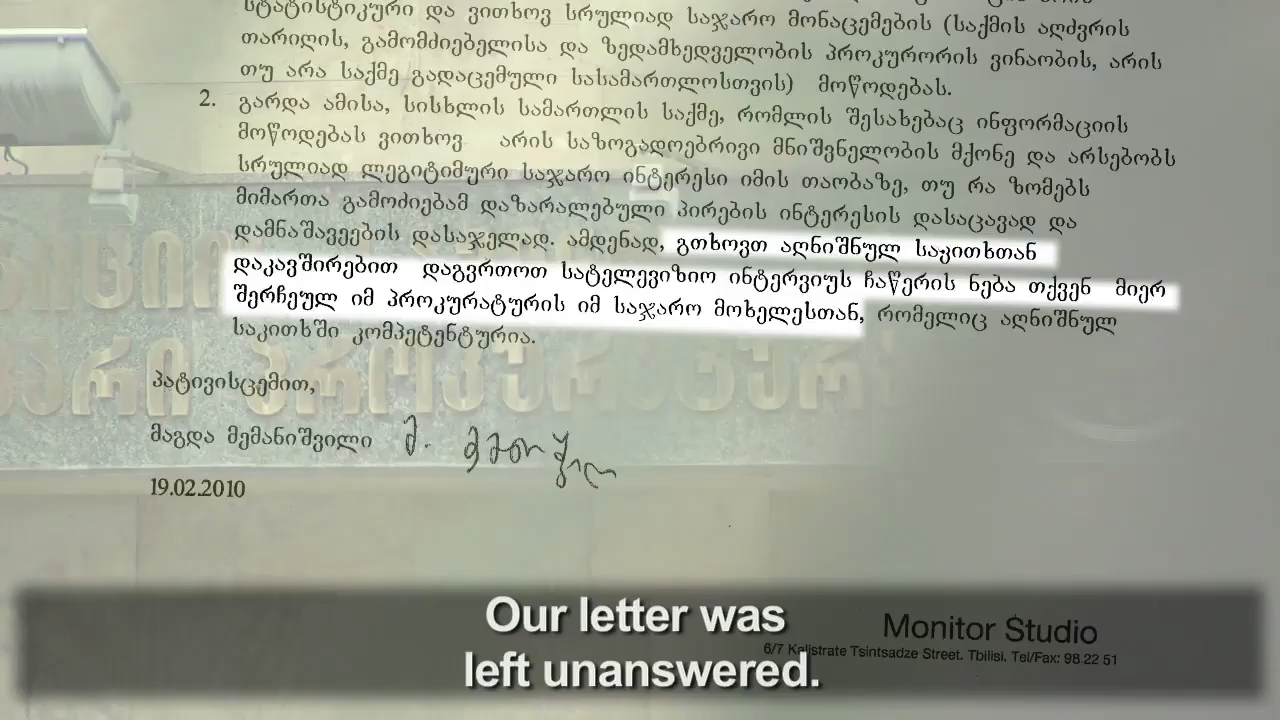 სტატისტიკური და ვითხოვ სრულიად საჯარო მონაცემების (საქმის აღძვრის
თარიღის, გამომძიებელისა და ზედამხედველობის პროკურორის ვინაობის, არის
თუ არა საქმე გადაცემული სასამართლოსთვის) მოწოდებას.
2. გარდა ამისა, სისხლის სამართლის საქმე, რომლის შესახებაც ინფორმაციის
მოწოდებას ვითხოვ არის საზოგადოებრივი მნიშვნელობის მქონე და არსებობს
სრულიად ლეგიტიმური საჯარო ინტერესი იმის თაობაზე, თუ რა ზომებს
მიმართა გამოძიებამ დაზარალებული პირების ინტერესის დასაცავად და
დამნაშავეების დასაჯელად. ამდენად, გთხოვთ აღნიშნულ საკითხთან
დაკავშირებით დაგვრთოთ სატელევიზიო ინტერვიუს ჩაწერის ნება თქვენ მიერ
შერჩეულ იმ პროკურატურის იმ საჯარო მოხელესთან, რომელიც აღნიშნულ
საკითხში კომპეტენტურია.
პატივისცემით,
მაგდა მემანიშვილი
19.02.2010
Our letter was
left unanswered.
Monitor Studio
6/7 Kalistrate Tsintsadze Street. Tbilisi. Tel/Fax: 98 22 51